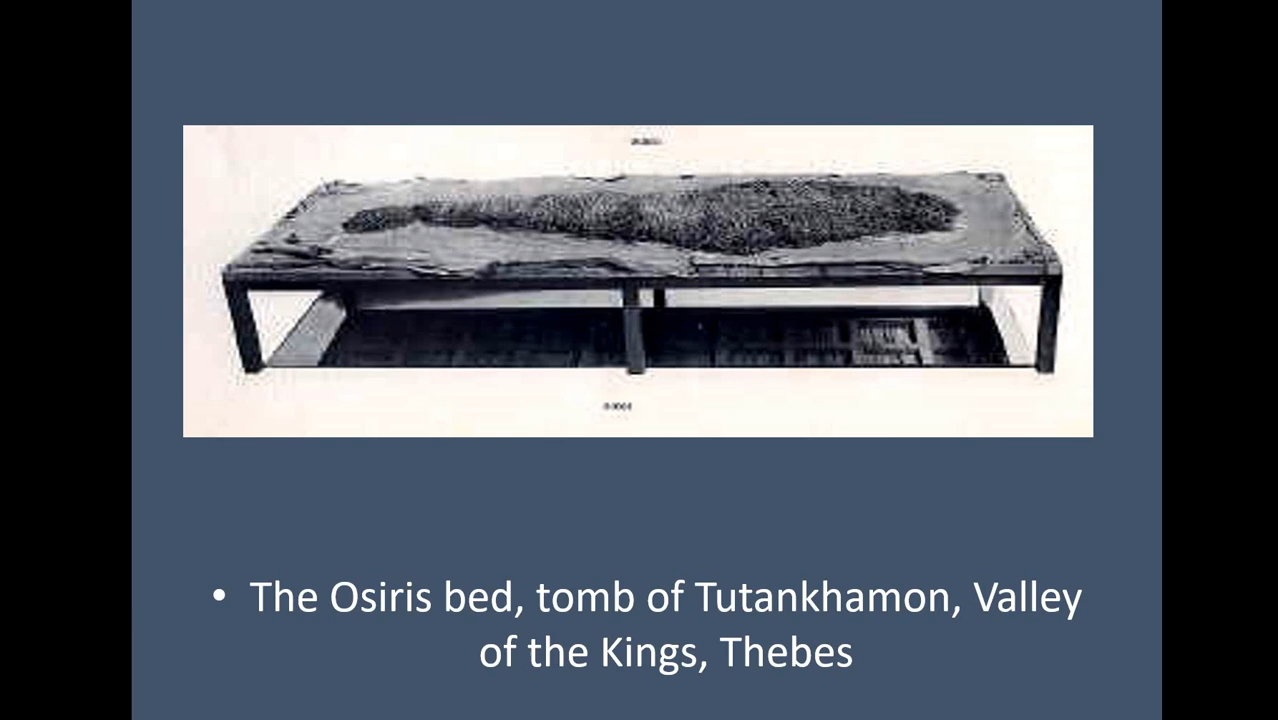 • The Osiris bed, tomb of Tutankhamon, Valley
of the Kings, Thebes